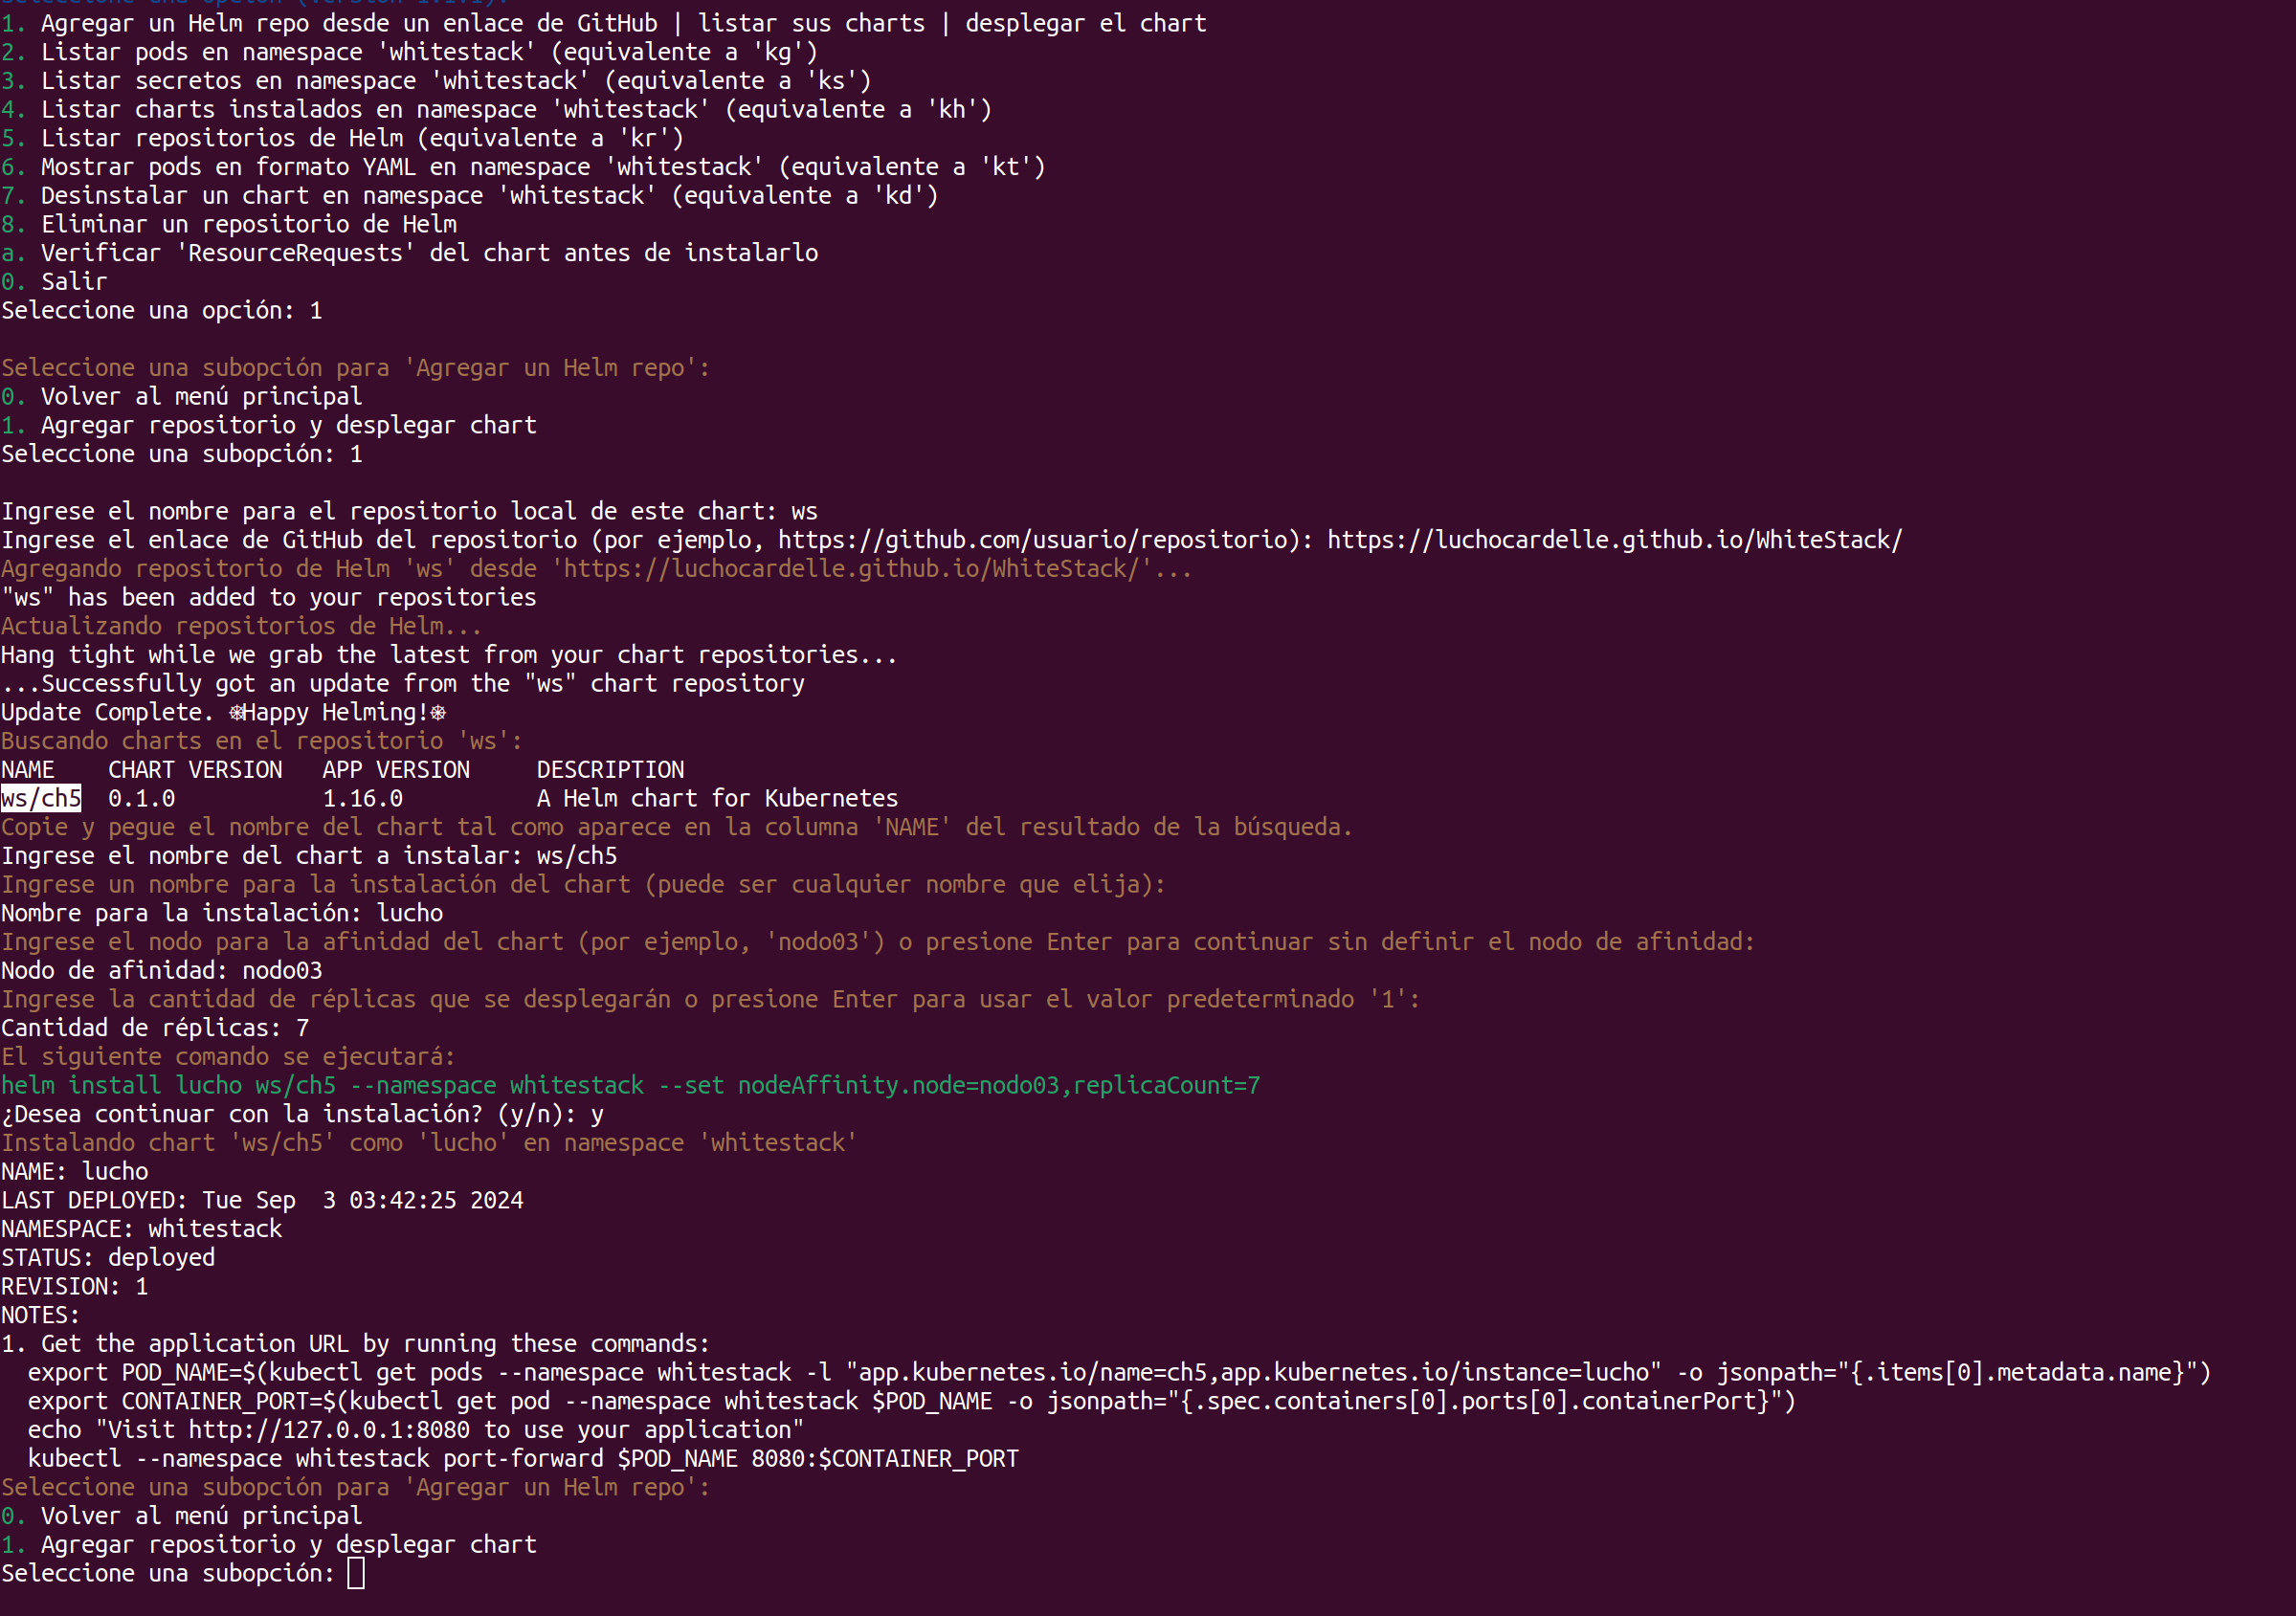 1. Agregar un Helm repo desde un enlace de GitHub | listar sus charts | desplegar el chart
2. Listar pods en namespace 'whitestack' (equivalente a 'kg')
3. Listar secretos en namespace 'whitestack' (equivalente a 'ks')
4. Listar charts instalados en namespace 'whitestack' (equivalente a 'kh')
5. Listar repositorios de Helm (equivalente a 'kr')
6. Mostrar pods en formato YAML en namespace 'whitestack' (equivalente a 'kt')
7. Desinstalar un chart en namespace 'whitestack' (equivalente a 'kd')
8. Eliminar un repositorio de Helm
a. Verificar 'ResourceRequests' del chart antes de instalarlo
0. Salir
Seleccione una opción: 1
Seleccione una subopción para 'Agregar un Helm repo':
0. Volver al menú principal
1. Agregar repositorio y desplegar chart
Seleccione una subopción: 1
Ingrese el nombre para el repositorio local de este chart: ws
Ingrese el enlace de GitHub del repositorio (por ejemplo, https://github.com/usuario/repositorio): https://luchocardelle.github.io/WhiteStack/
Agregando repositorio de Helm 'ws' desde 'https://luchocardelle.github.io/WhiteStack/'...
"ws" has been added to your repositories
Actualizando repositorios de Helm...
Hang tight while we grab the latest from your chart repositories...
...Successfully got an update from the "ws" chart repository
Update Complete. ⎈Happy Helming!⎈
Buscando charts en el repositorio 'ws':
NAME    CHART VERSION   APP VERSION     DESCRIPTION
ws/ch5  0.1.0           1.16.0          A Helm chart for Kubernetes
Copie y pegue el nombre del chart tal como aparece en la columna 'NAME' del resultado de la búsqueda.
Ingrese el nombre del chart a instalar: ws/ch5
Ingrese un nombre para la instalación del chart (puede ser cualquier nombre que elija):
Nombre para la instalación: lucho
Ingrese el nodo para la afinidad del chart (por ejemplo, 'nodo03') o presione Enter para continuar sin definir el nodo de afinidad:
Nodo de afinidad: nodo03
Ingrese la cantidad de réplicas que se desplegarán o presione Enter para usar el valor predeterminado '1':
Cantidad de réplicas: 7
El siguiente comando se ejecutará:
helm install lucho ws/ch5 --namespace whitestack --set nodeAffinity.node=nodo03,replicaCount=7
¿Desea continuar con la instalación? (y/n): y
Instalando chart 'ws/ch5' como 'lucho' en namespace 'whitestack'
NAME: lucho
LAST DEPLOYED: Tue Sep  3 03:42:25 2024
NAMESPACE: whitestack
STATUS: deployed
REVISION: 1
NOTES:
1. Get the application URL by running these commands:
  export POD_NAME=$(kubectl get pods --namespace whitestack -l "app.kubernetes.io/name=ch5,app.kubernetes.io/instance=lucho" -o jsonpath="{.items[0].metadata.name}")
  export CONTAINER_PORT=$(kubectl get pod --namespace whitestack $POD_NAME -o jsonpath="{.spec.containers[0].ports[0].containerPort}")
  echo "Visit http://127.0.0.1:8080 to use your application"
  kubectl --namespace whitestack port-forward $POD_NAME 8080:$CONTAINER_PORT
Seleccione una subopción para 'Agregar un Helm repo':
0. Volver al menú principal
1. Agregar repositorio y desplegar chart
Seleccione una subopción: